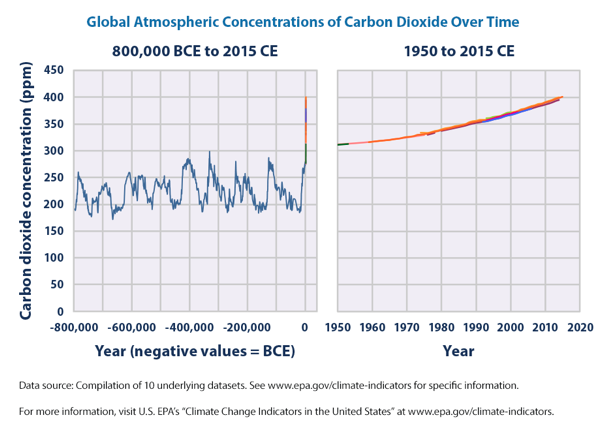 Global Atmospheric Concentrations of Carbon Dioxide Over Time
800,000 BCE to 2015 CE
1950 to 2015 CE
Carbon dioxide concentration (ppm)
450
400
350
300
250
200
150
100
50
0
-800,000 -600,000 -400,000 -200,000 0
1950 1960 1970 1980 1990 2000 2010 2020
Year (negative values = BCE)
Year
Data source: Compilation of 10 underlying datasets. See www.epa.gov/climate-indicators for specific information.
For more information, visit U.S. EPA's “Climate Change Indicators in the United States” at www.epa.gov/climate-indicators.